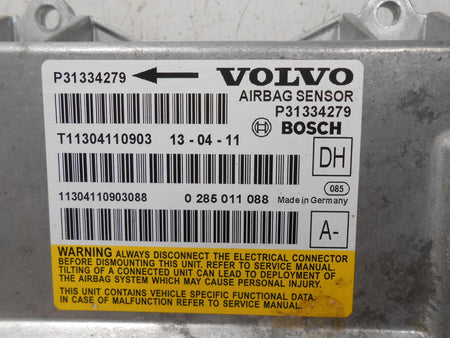 P31334279 VOLVO
AIRBAG SENSOR
P31334279
BOSCH
T11304110903 13-04-11
DH
085
11304110903088 0 285 011 088 Made in Germany
A-
WARNING ALWAYS DISCONNECT THE ELECTRICAL CONNECTOR
BEFORE DISMOUNTING THIS UNIT. REFER TO SERVICE MANUAL.
TILTING OF A CONNECTED UNIT CAN LEAD TO DEPLOYMENT OF
THE AIRBAG SYSTEM WHICH MAY CAUSE PERSONAL INJURY.
THIS UNIT CONTAINS VEHICLE SPECIFIC FUNCTIONAL DATA.
IN CASE OF MALFUNCTION REFER TO SERVICE MANUAL.